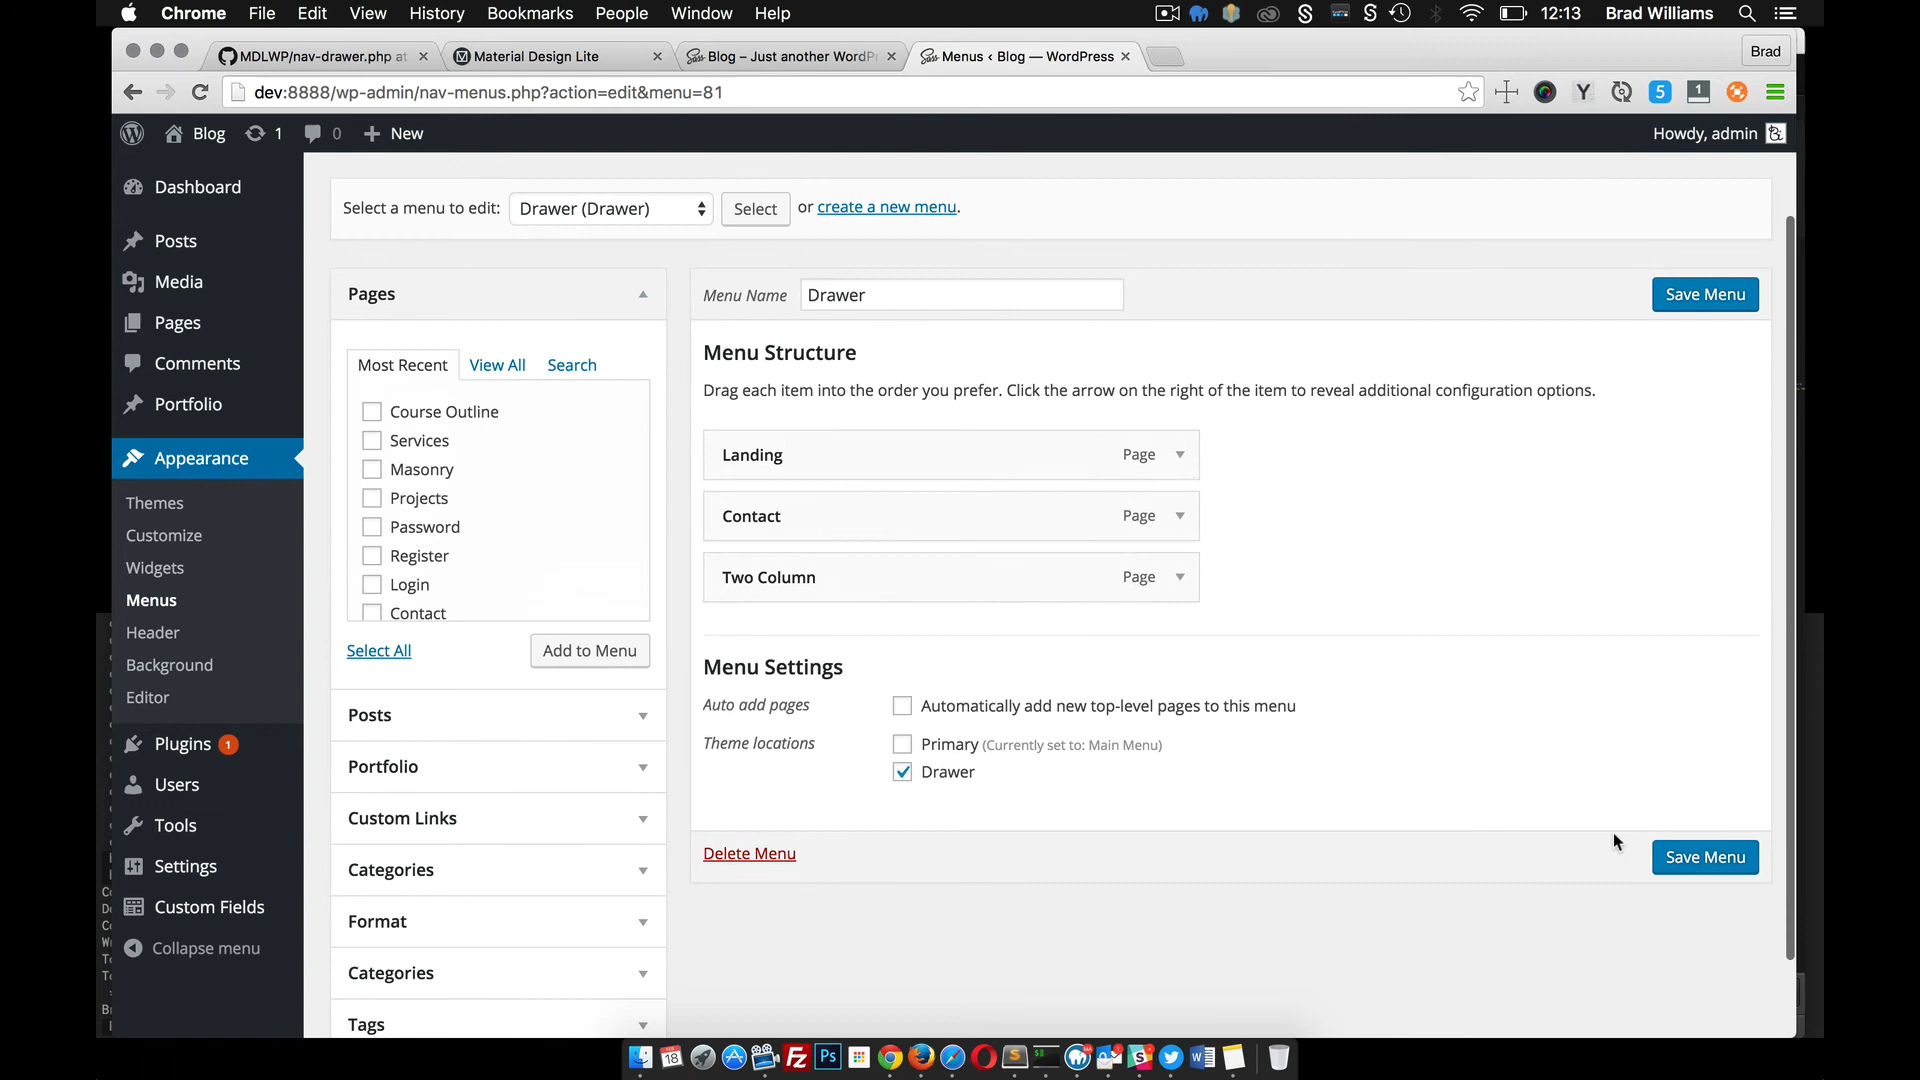 Chrome File Edit View History Bookmarks People Window Help 12:13 Brad Williams
MDLWP/nav-drawer.php at Material Design Lite Blog – Just another WordPr Menus ‹ Blog — WordPress Brad
dev:8888/wp-admin/nav-menus.php?action=edit&menu=81
Blog 1 0 New Howdy, admin
Dashboard
Posts
Media
Pages
Comments
Portfolio
Appearance
Themes
Customize
Widgets
Menus
Header
Background
Editor
Plugins 1
Users
Tools
Settings
Custom Fields
Collapse menu
Select a menu to edit: Drawer (Drawer) Select or create a new menu.
Pages
Most Recent View All Search
Course Outline
Services
Masonry
Projects
Password
Register
Login
Contact
Select All Add to Menu
Posts
Portfolio
Custom Links
Categories
Format
Categories
Tags
Menu Name Drawer Save Menu
Menu Structure
Drag each item into the order you prefer. Click the arrow on the right of the item to reveal additional configuration options.
Landing Page
Contact Page
Two Column Page
Menu Settings
Auto add pages Automatically add new top-level pages to this menu
Theme locations Primary (Currently set to: Main Menu)
Drawer
Delete Menu Save Menu